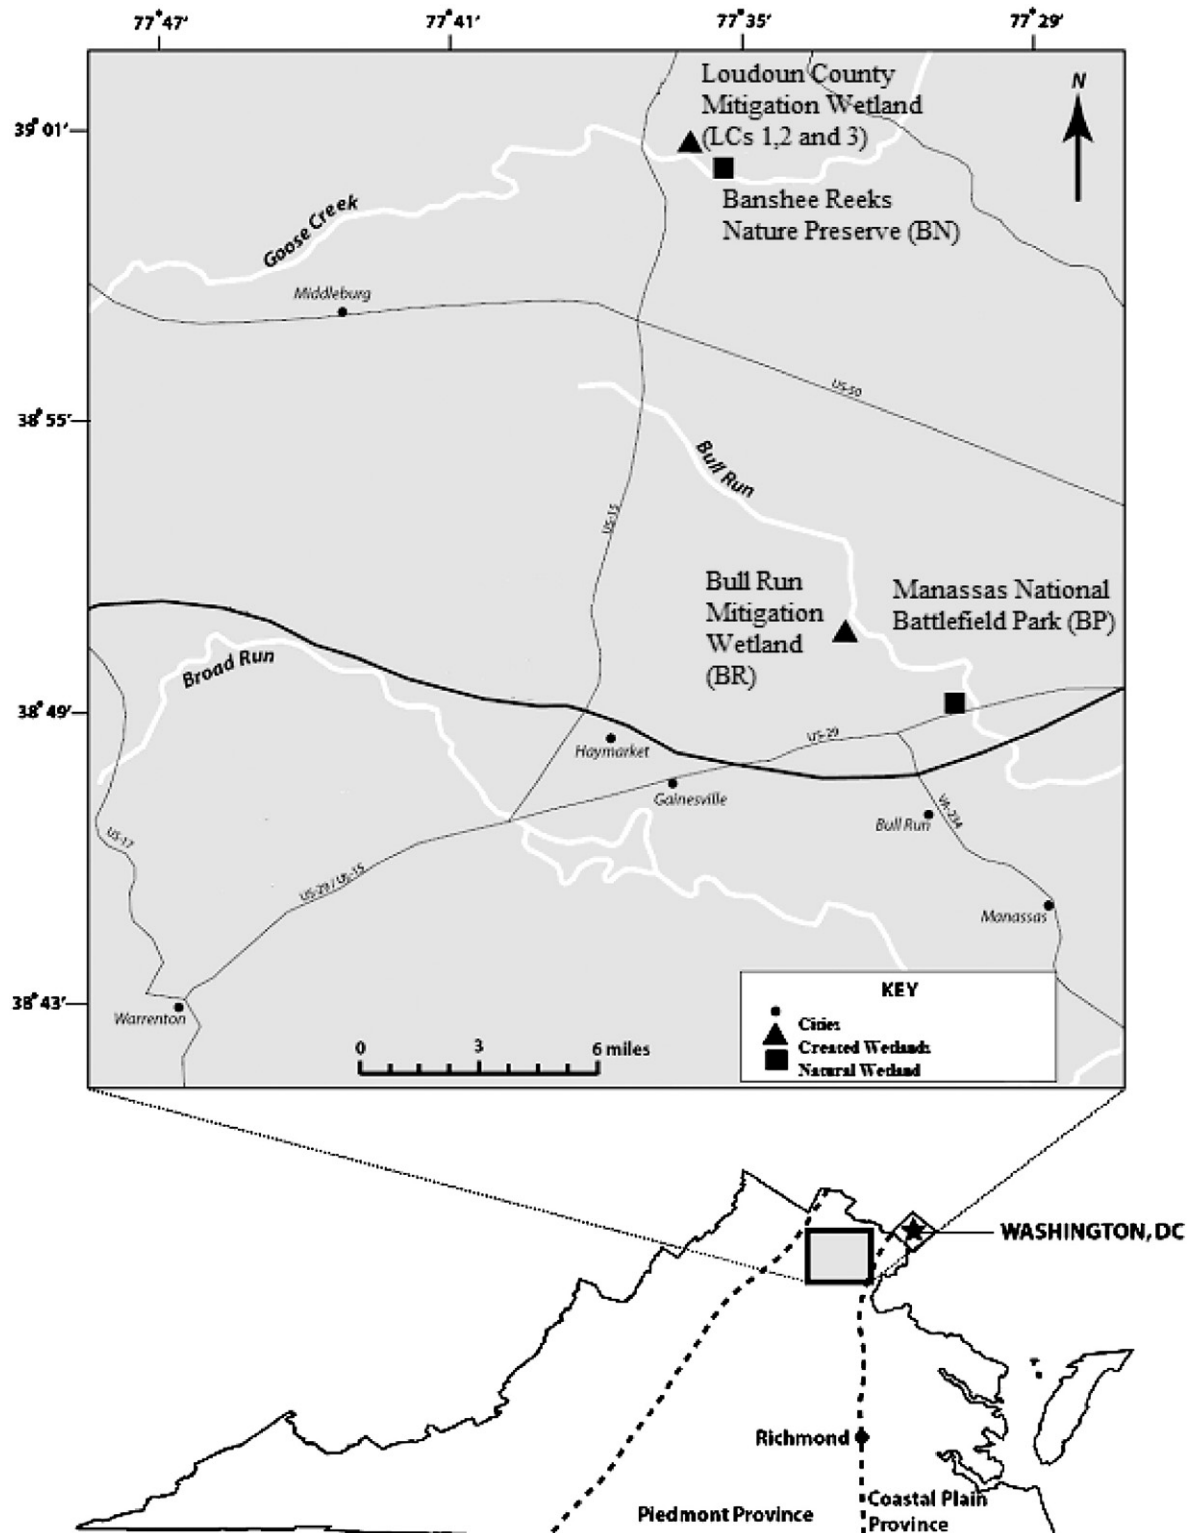 77°47' 77°41' 77°35' 77°29'
Loudoun County
Mitigation Wetland
(LCs 1,2 and 3)
N
39°01'
Banshee Reeks
Nature Preserve (BN)
Goose Creek
Middleburg
US-50
38°55'
Bull Run
US-15
Bull Run
Mitigation
Wetland
(BR)
Manassas National
Battlefield Park (BP)
Broad Run
38°49'
US-29
Haymarket
Gainesville
Bull Run
VA-234
US-17
US-29 / US-15
Manassas
38°43'
Warrenton
0 3 6 miles
KEY
Cities
Created Wetlands
Natural Wetland
WASHINGTON, DC
Richmond
Piedmont Province
Coastal Plain
Province